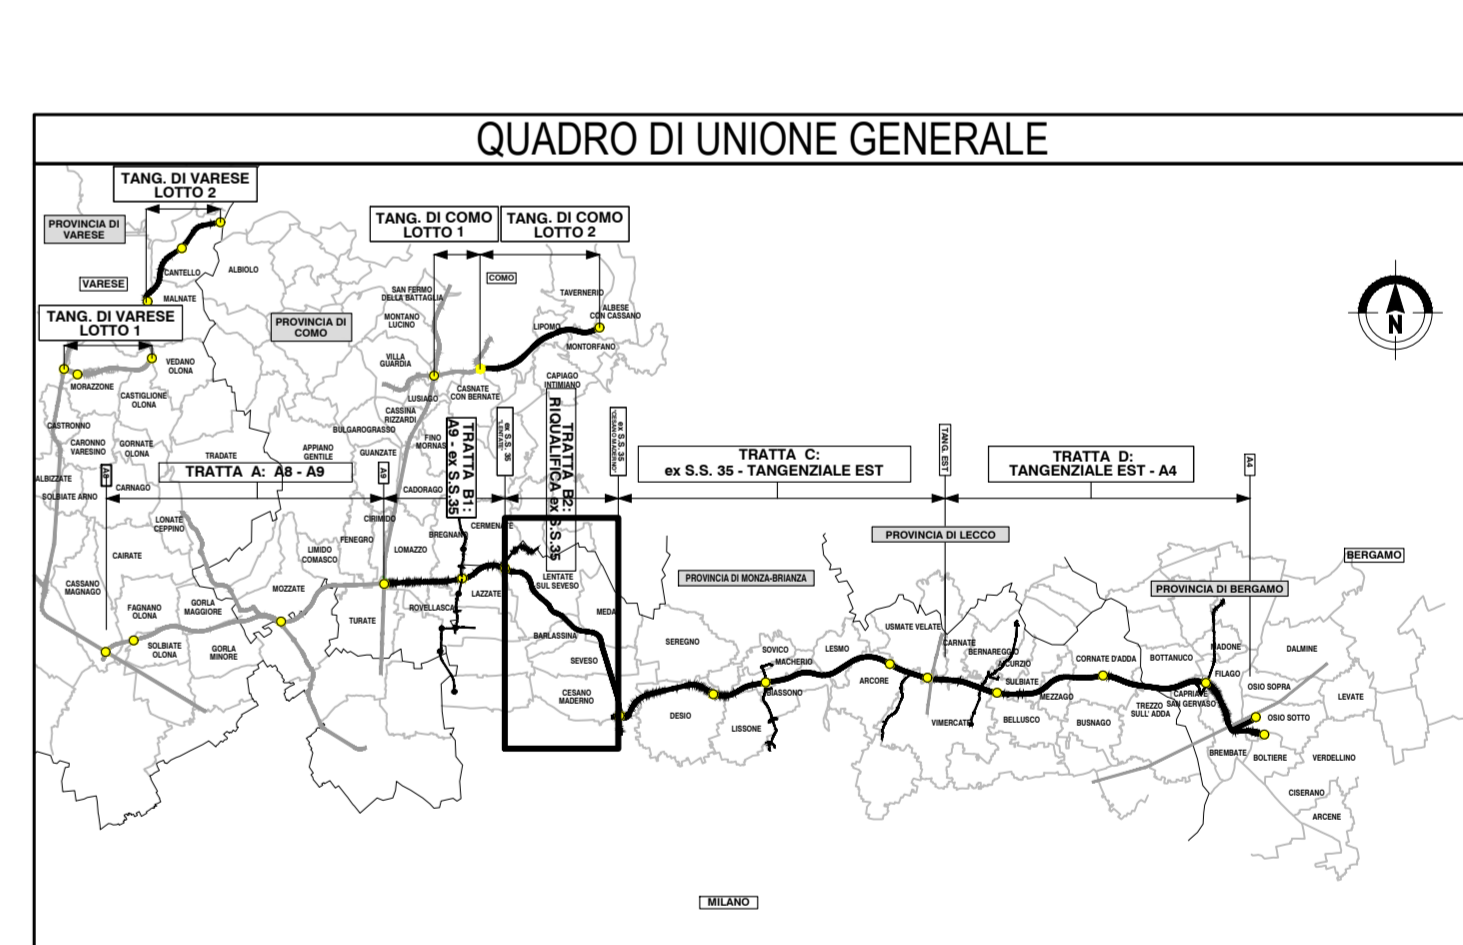 QUADRO DI UNIONE GENERALE
TANG. DI VARESE
LOTTO 2
PROVINCIA DI
VARESE
CANTELLO
ALBIOLO
VARESE
MALNATE
TANG. DI VARESE
LOTTO 1
PROVINCIA DI
COMO
TANG. DI COMO
LOTTO 1
TANG. DI COMO
LOTTO 2
COMO
SAN FERMO
DELLA BATTAGLIA
TAVERNERIO
MONTANO
LUCINO
ALBESE
CON CASSANO
LIPOMO
MONTORFANO
VILLA
GUARDIA
VEDANO
OLONA
MORAZZONE
CASTIGLIONE
OLONA
CAPIAGO
INTIMIANO
CASNATE
CON BERNATE
LUSIAGO
CASSINA
RIZZARDI
BULGAROGRASSO
FINO
MORNAS
CASTRONNO
CARONNO
VARESINO
GORNATE
OLONA
TRADATE
APPIANO
GENTILE
GUANZATE
ALBIZZATE
SOLBIATE ARNO
CARNAGO
A8
TRATTA A: A8 - A9
A9
CADORAGO
TRATTA B1:
A9 - ex S.S.35
ex S.S. 35
"LENTATE"
TRATTA B2:
RIQUALIFICA ex S.S.35
ex S.S. 35
"CESANO MADERNO"
TRATTA C:
ex S.S. 35 - TANGENZIALE EST
TANG. EST
TRATTA D:
TANGENZIALE EST - A4
A4
LONATE
CEPPINO
CIRIMIDO
FENEGRO
LIMIDO
COMASCO
LOMAZZO
BREGNAN
CERMENATE
PROVINCIA DI LECCO
BERGAMO
CAIRATE
CASSANO
MAGNAGO
MOZZATE
LENTATE
SUL SEVESO
LAZZATE
PROVINCIA DI MONZA-BRIANZA
PROVINCIA DI BERGAMO
FAGNANO
OLONA
GORLA
MAGGIORE
ROVELLASCA
TURATE
MEDA
BARLASSINA
SOLBIATE
OLONA
GORLA
MINORE
SEVESO
CESANO
MADERNO
SEREGNO
SOVICO
MACHERIO
LESMO
USMATE VELATE
CARNATE
BERNAREGGIO
AICURZIO
CORNATE D'ADDA
BOTTANUCO
MADONE
DALMINE
FILAGO
OSIO SOPRA
BIASSONO
ARCORE
SULBIATE
MEZZAGO
CAPRIATE
SAN GERVASO
LEVATE
DESIO
LISSONE
VIMERCATE
BELLUSCO
BUSNAGO
TREZZO
SULL' ADDA
OSIO SOTTO
BREMBATE
BOLTIERE
VERDELLINO
CISERANO
ARCENE
MILANO
N